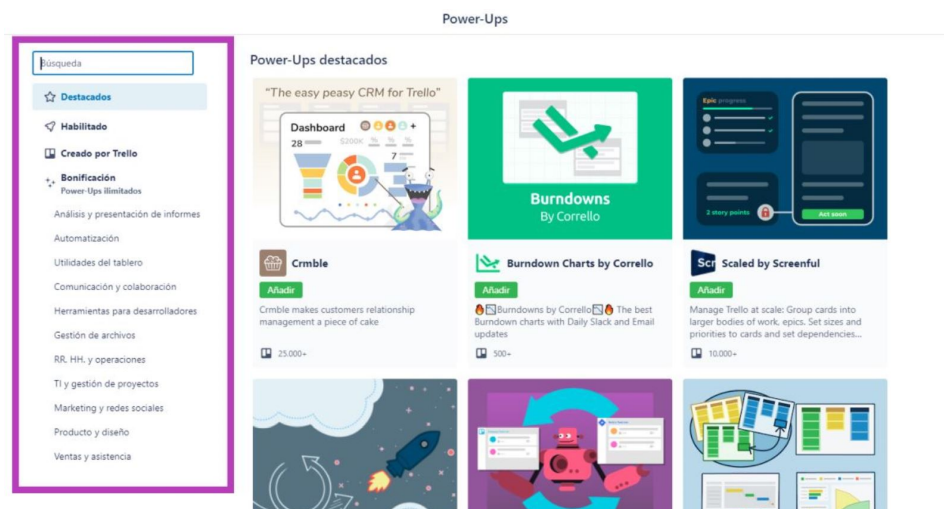 Power-Ups
Búsqueda
Destacados
Habilitado
Creado por Trello
Bonificación
Power-Ups ilimitados
Análisis y presentación de informes
Automatización
Utilidades del tablero
Comunicación y colaboración
Herramientas para desarrolladores
Gestión de archivos
RR. HH. y operaciones
TI y gestión de proyectos
Marketing y redes sociales
Producto y diseño
Ventas y asistencia
Power-Ups destacados
"The easy peasy CRM for Trello"
Dashboard
28
$200K
%
%
%
7
Crmble
Añadir
Crmble makes customers relationship
management a piece of cake
25.000+
Burndowns
By Corrello
Burndown Charts by Corrello
Añadir
🔥📉Burndowns by Corrello📉🔥 The best
Burndown charts with Daily Slack and Email
updates
500+
Epic progress
2 story points
Act soon
Scr
Scaled by Screenful
Añadir
Manage Trello at scale: Group cards into
larger bodies of work, epics. Set sizes and
priorities to cards and set dependencies...
10.000+